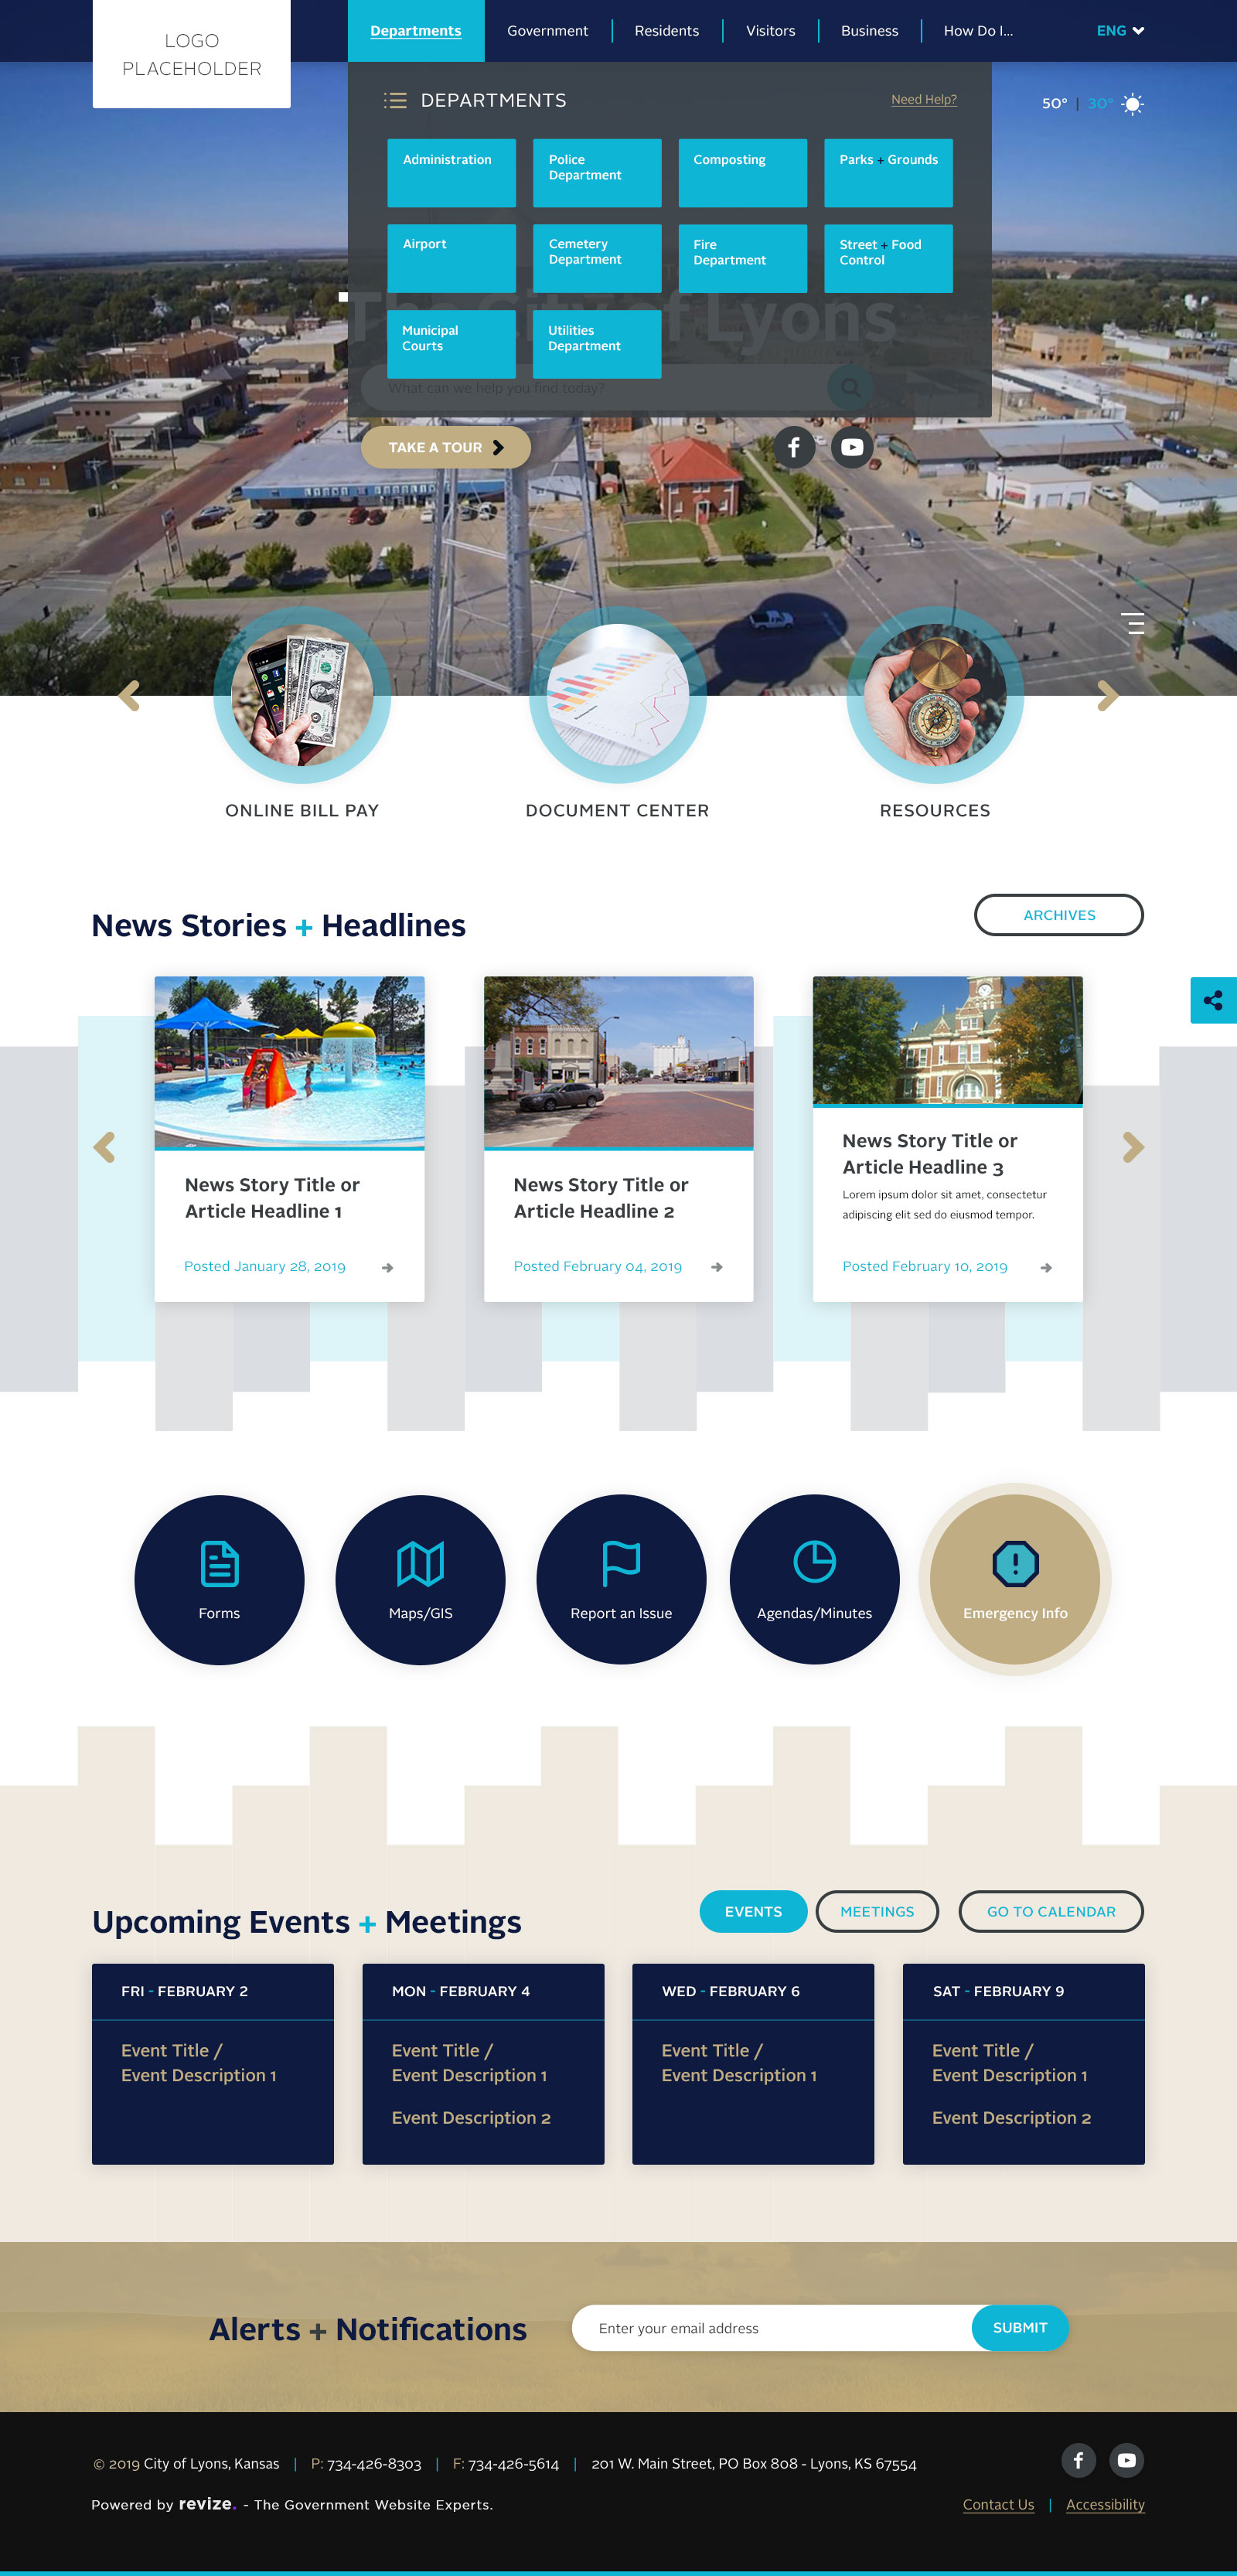 LOGO
PLACEHOLDER
Departments
Government
Residents
Visitors
Business
How Do I...
ENG
DEPARTMENTS
Need Help?
50° | 30°
Administration
Police
Department
Composting
Parks + Grounds
Airport
Cemetery
Department
Fire
Department
Street + Food
Control
The City of Lyons
Municipal
Courts
Utilities
Department
What can we help you find today?
TAKE A TOUR
ONLINE BILL PAY
DOCUMENT CENTER
RESOURCES
News Stories + Headlines
ARCHIVES
News Story Title or
Article Headline 1
Posted January 28, 2019
News Story Title or
Article Headline 2
Posted February 04, 2019
News Story Title or
Article Headline 3
Lorem ipsum dolor sit amet, consectetur
adipiscing elit sed do eiusmod tempor.
Posted February 10, 2019
Forms
Maps/GIS
Report an Issue
Agendas/Minutes
Emergency Info
Upcoming Events + Meetings
EVENTS
MEETINGS
GO TO CALENDAR
FRI - FEBRUARY 2
Event Title /
Event Description 1
MON - FEBRUARY 4
Event Title /
Event Description 1
Event Description 2
WED - FEBRUARY 6
Event Title /
Event Description 1
SAT - FEBRUARY 9
Event Title /
Event Description 1
Event Description 2
Alerts + Notifications
Enter your email address
SUBMIT
© 2019 City of Lyons, Kansas | P: 734-426-8303 | F: 734-426-5614 | 201 W. Main Street, PO Box 808 - Lyons, KS 67554
Powered by revize. - The Government Website Experts.
Contact Us | Accessibility